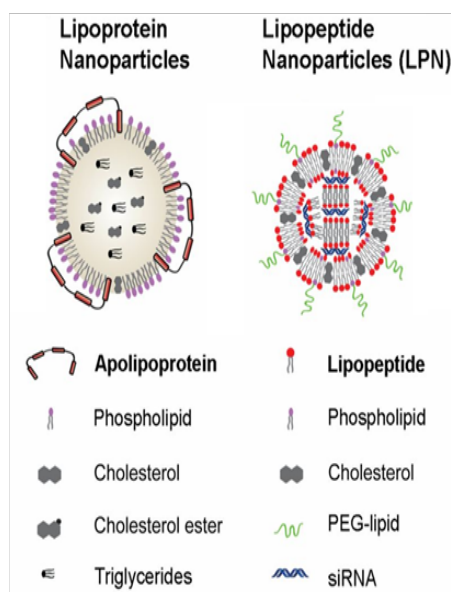 Lipoprotein
Nanoparticles
Lipopeptide
Nanoparticles (LPN)
Apolipoprotein
Phospholipid
Cholesterol
Cholesterol ester
Triglycerides
Lipopeptide
Phospholipid
Cholesterol
PEG-lipid
siRNA